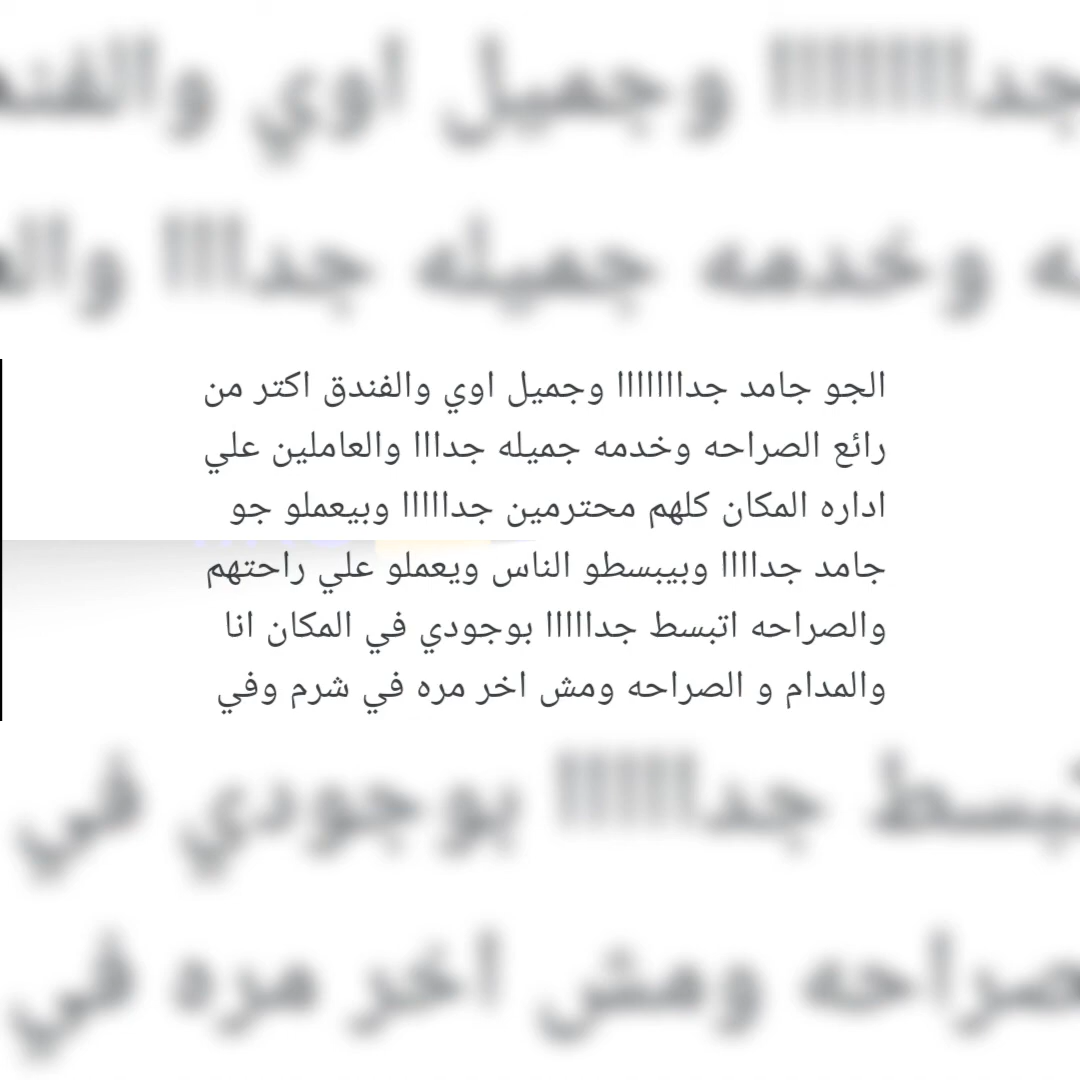 الجو جامد جدااااااا وجميل اوي والفندق اكتر من
رائع الصراحه وخدمه جميله جدااا والعاملين علي
اداره المكان كلهم محترمين جداااااا وبيعملو جو
جامد جداااا وبيبسطو الناس ويعملو علي راحتهم
والصراحه اتبسط جداااااا بوجودي في المكان انا
والمدام و الصراحه ومش اخر مره في شرم وفي